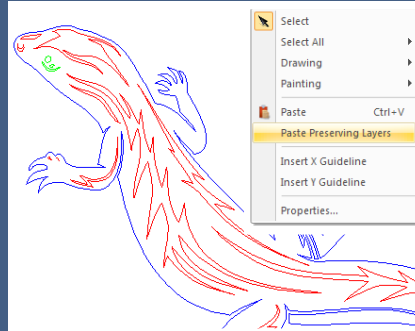 Select
Select All
Drawing
Painting
Paste Ctrl+V
Paste Preserving Layers
Insert X Guideline
Insert Y Guideline
Properties...